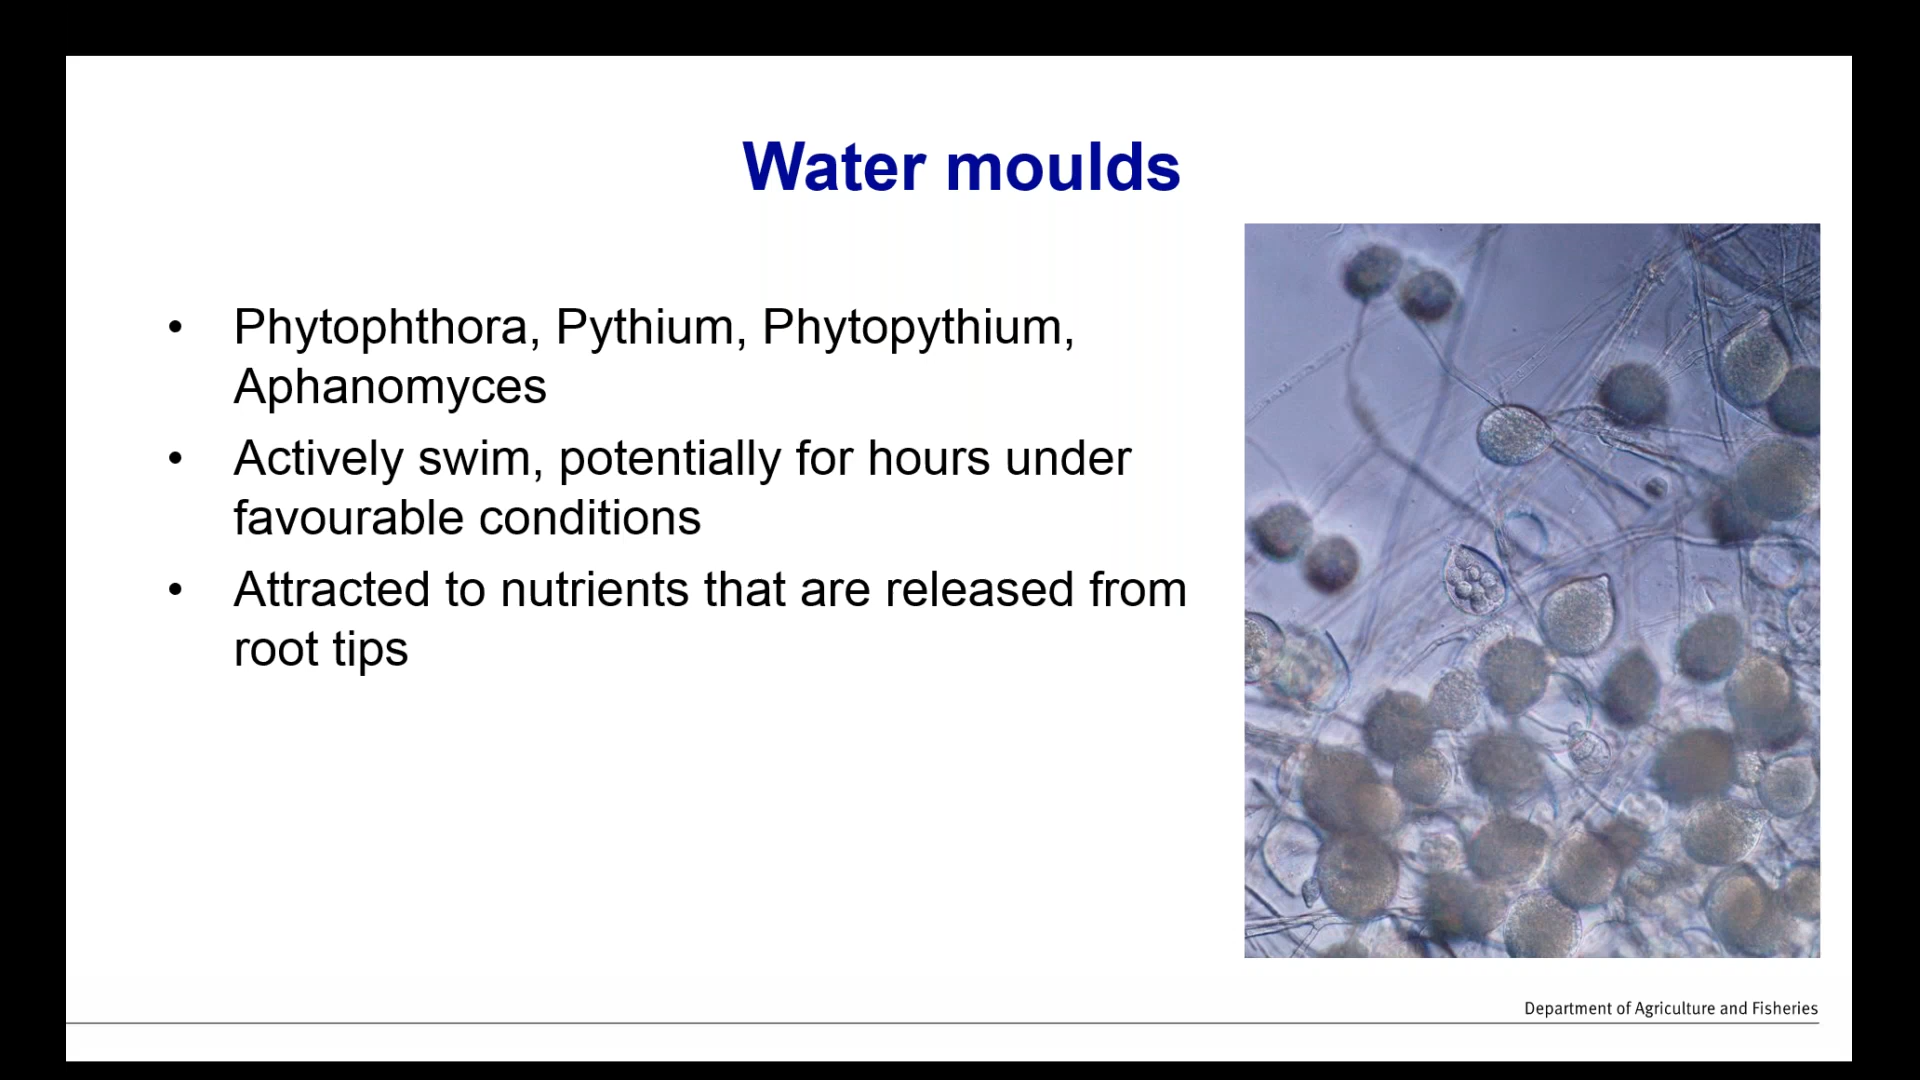 Water moulds
• Phytophthora, Pythium, Phytopythium,
Aphanomyces
• Actively swim, potentially for hours under
favourable conditions
• Attracted to nutrients that are released from
root tips
Department of Agriculture and Fisheries